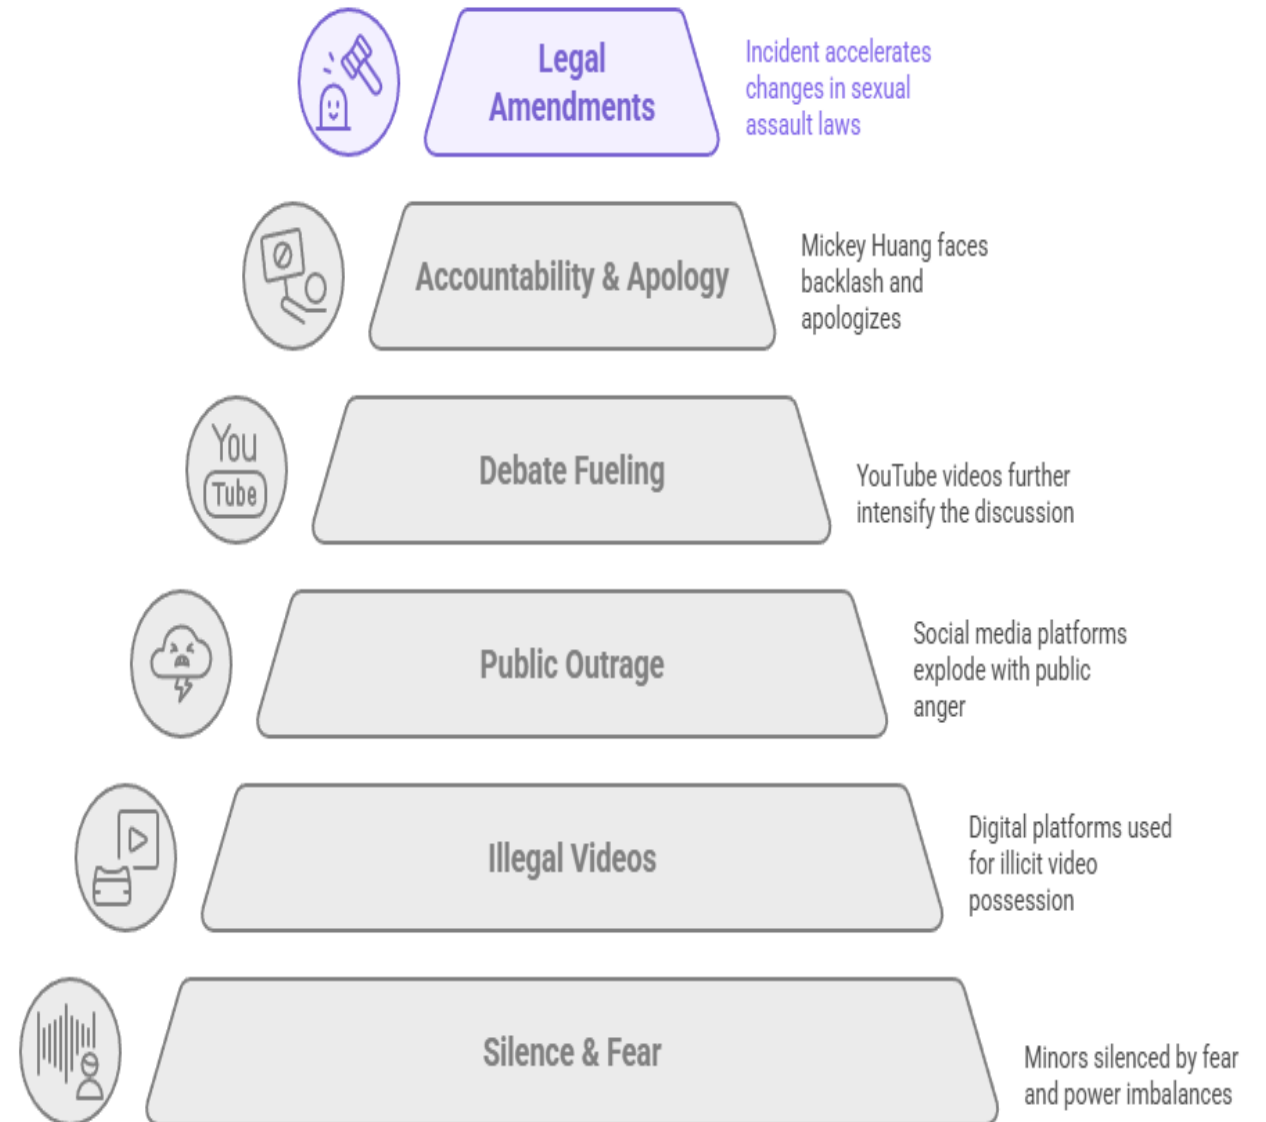 Legal
Amendments
Incident accelerates
changes in sexual
assault laws
Accountability & Apology
Mickey Huang faces
backlash and
apologizes
You
Tube
Debate Fueling
YouTube videos further
intensify the discussion
Public Outrage
Social media platforms
explode with public
anger
Illegal Videos
Digital platforms used
for illicit video
possession
Silence & Fear
Minors silenced by fear
and power imbalances